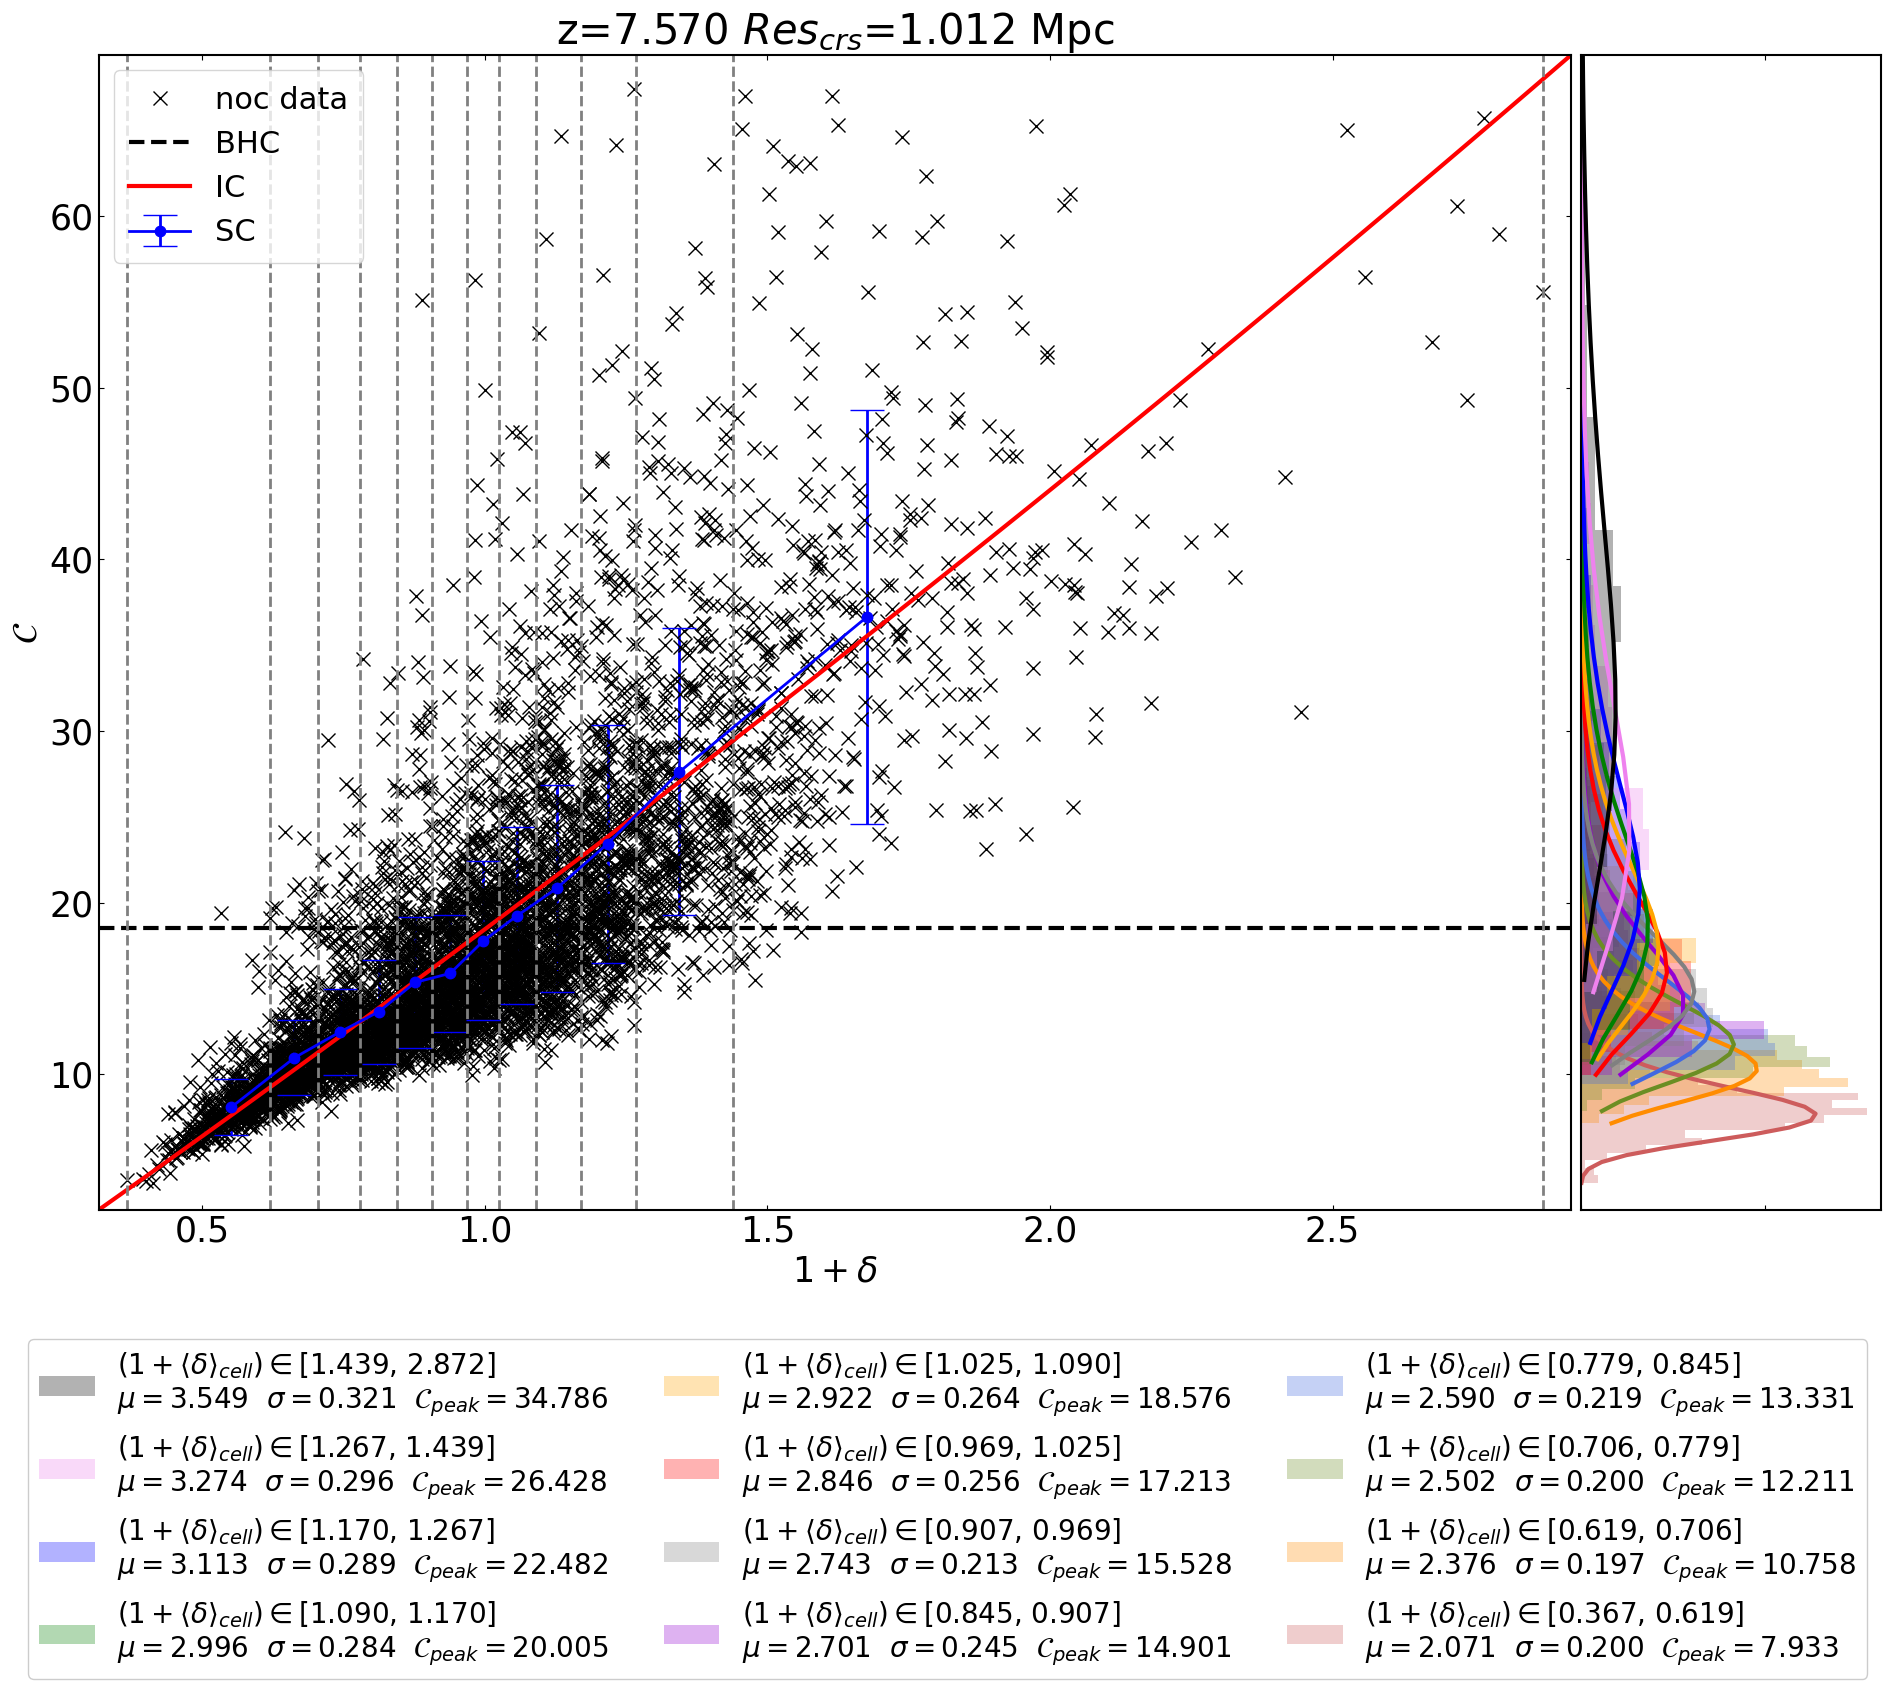 z=7.570 Res_crs=1.012 Mpc
noc data
BHC
IC
SC
𝒞
60
50
40
30
20
10
0.5 1.0 1.5 2.0 2.5
1 + δ
(1 + ⟨δ⟩_cell) ∈ [1.439, 2.872]
μ = 3.549 σ = 0.321 𝒞_peak = 34.786
(1 + ⟨δ⟩_cell) ∈ [1.267, 1.439]
μ = 3.274 σ = 0.296 𝒞_peak = 26.428
(1 + ⟨δ⟩_cell) ∈ [1.170, 1.267]
μ = 3.113 σ = 0.289 𝒞_peak = 22.482
(1 + ⟨δ⟩_cell) ∈ [1.090, 1.170]
μ = 2.996 σ = 0.284 𝒞_peak = 20.005
(1 + ⟨δ⟩_cell) ∈ [1.025, 1.090]
μ = 2.922 σ = 0.264 𝒞_peak = 18.576
(1 + ⟨δ⟩_cell) ∈ [0.969, 1.025]
μ = 2.846 σ = 0.256 𝒞_peak = 17.213
(1 + ⟨δ⟩_cell) ∈ [0.907, 0.969]
μ = 2.743 σ = 0.213 𝒞_peak = 15.528
(1 + ⟨δ⟩_cell) ∈ [0.845, 0.907]
μ = 2.701 σ = 0.245 𝒞_peak = 14.901
(1 + ⟨δ⟩_cell) ∈ [0.779, 0.845]
μ = 2.590 σ = 0.219 𝒞_peak = 13.331
(1 + ⟨δ⟩_cell) ∈ [0.706, 0.779]
μ = 2.502 σ = 0.200 𝒞_peak = 12.211
(1 + ⟨δ⟩_cell) ∈ [0.619, 0.706]
μ = 2.376 σ = 0.197 𝒞_peak = 10.758
(1 + ⟨δ⟩_cell) ∈ [0.367, 0.619]
μ = 2.071 σ = 0.200 𝒞_peak = 7.933